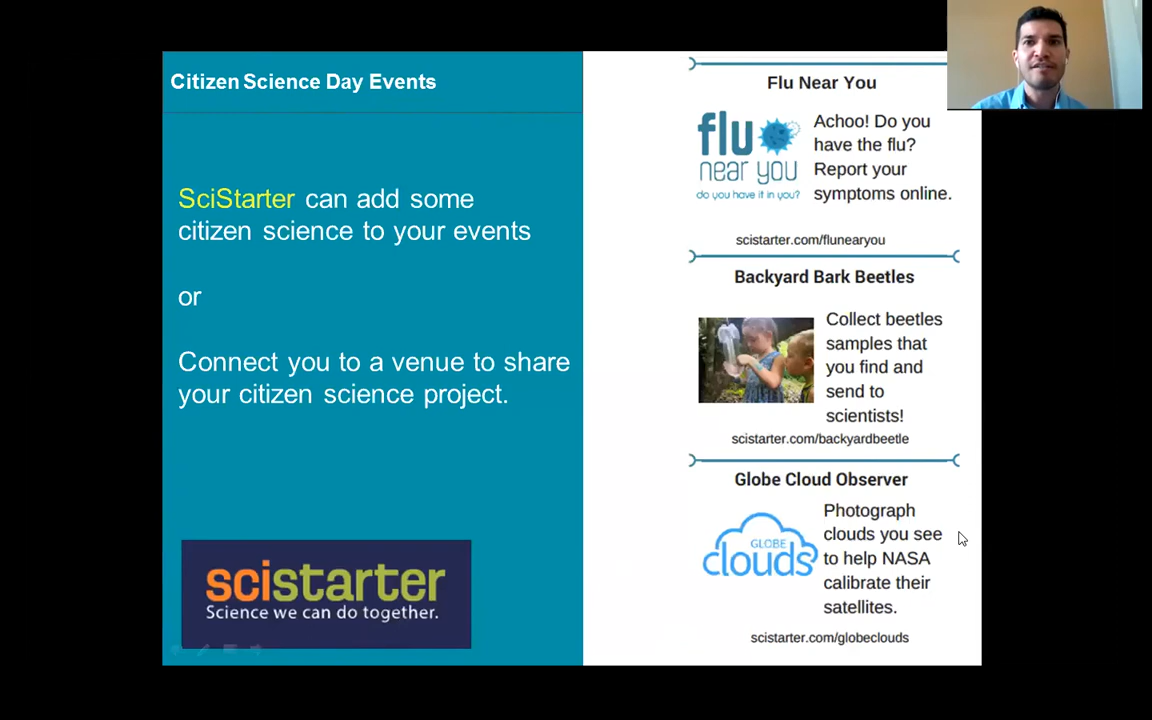 Citizen Science Day Events
SciStarter can add some
citizen science to your events
or
Connect you to a venue to share
your citizen science project.
scistarter
Science we can do together.
Flu Near You
flu
near you
do you have it in you?
Achoo! Do you
have the flu?
Report your
symptoms online.
scistarter.com/flunearyou
Backyard Bark Beetles
Collect beetles
samples that
you find and
send to
scientists!
scistarter.com/backyardbeetle
Globe Cloud Observer
GLOBE
clouds
Photograph
clouds you see
to help NASA
calibrate their
satellites.
scistarter.com/globeclouds